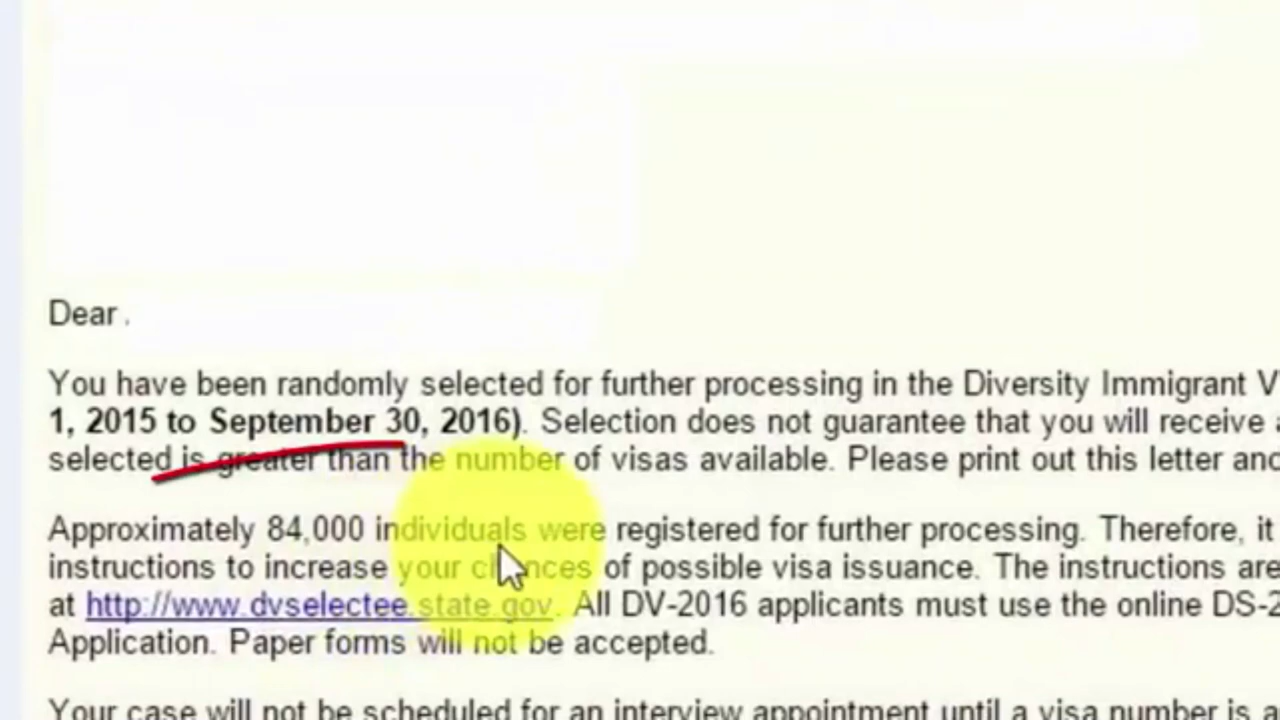 Dear .
You have been randomly selected for further processing in the Diversity Immigrant V
1, 2015 to September 30, 2016). Selection does not guarantee that you will receive
selected is greater than the number of visas available. Please print out this letter and
Approximately 84,000 individuals were registered for further processing. Therefore, it
instructions to increase your chances of possible visa issuance. The instructions are
at http://www.dvselectee.state.gov. All DV-2016 applicants must use the online DS-2
Application. Paper forms will not be accepted.
Your case will not be scheduled for an interview appointment until a visa number is a